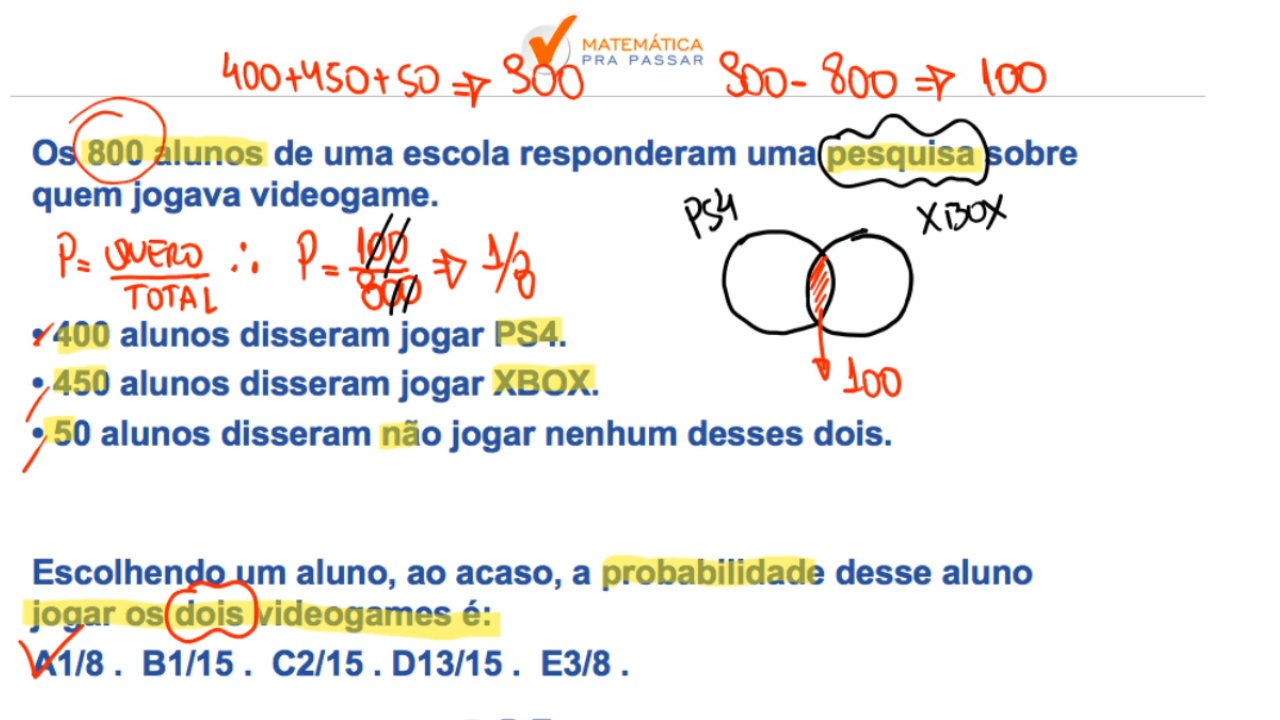 MATEMÁTICA
PRA PASSAR
400+450+50 ⇒ 900
900-800 ⇒ 100
Os 800 alunos de uma escola responderam uma pesquisa sobre
quem jogava videogame.
PS4
XBOX
P= QUERO/TOTAL ∴ P= 100/800 ⇒ 1/8
• 400 alunos disseram jogar PS4.
• 450 alunos disseram jogar XBOX.
100
• 50 alunos disseram não jogar nenhum desses dois.
Escolhendo um aluno, ao acaso, a probabilidade desse aluno
jogar os dois videogames é:
A1/8 . B1/15 . C2/15 . D13/15 . E3/8 .